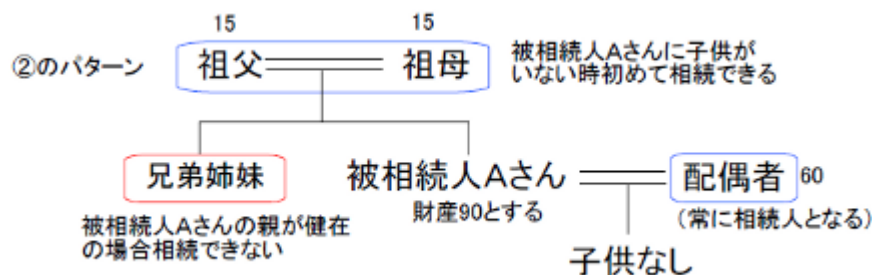 15
15
②のパターン
祖父
祖母
被相続人Aさんに子供が
いない時初めて相続できる
兄弟姉妹
被相続人Aさん
配偶者
60
財産90とする
(常に相続人となる)
被相続人Aさんの親が健在
の場合相続できない
子供なし